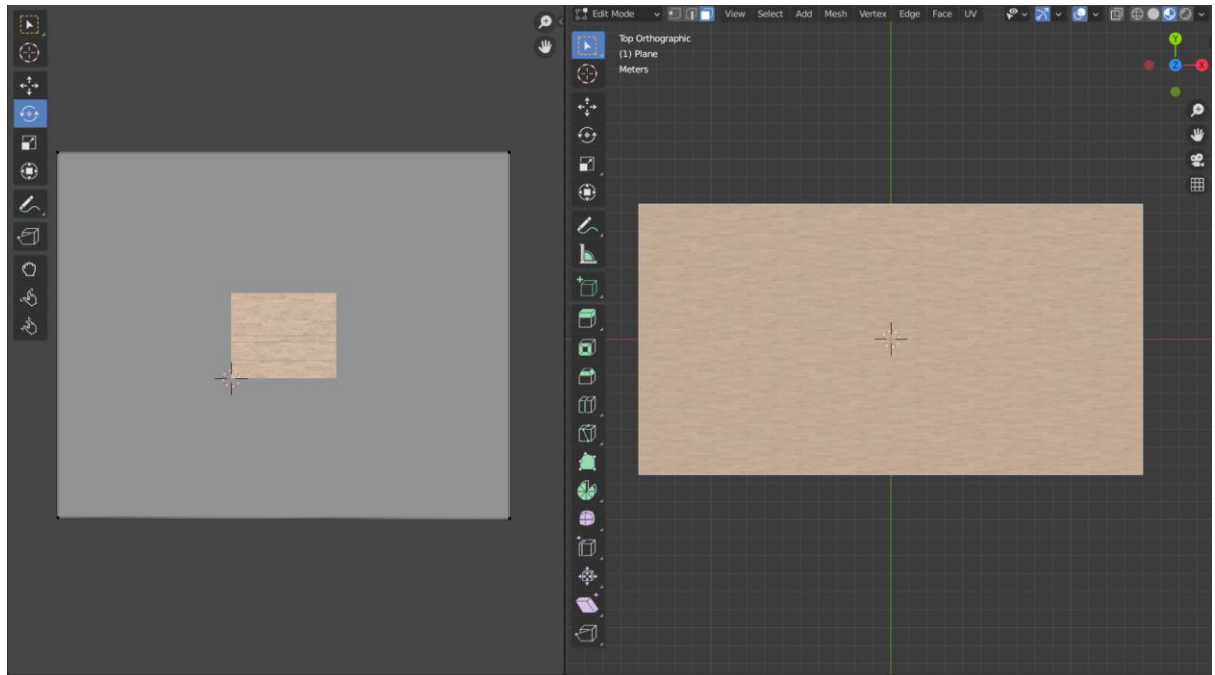 Edit Mode View Select Add Mesh Vertex Edge Face UV
Top Orthographic
(1) Plane
Meters
Y
Z X